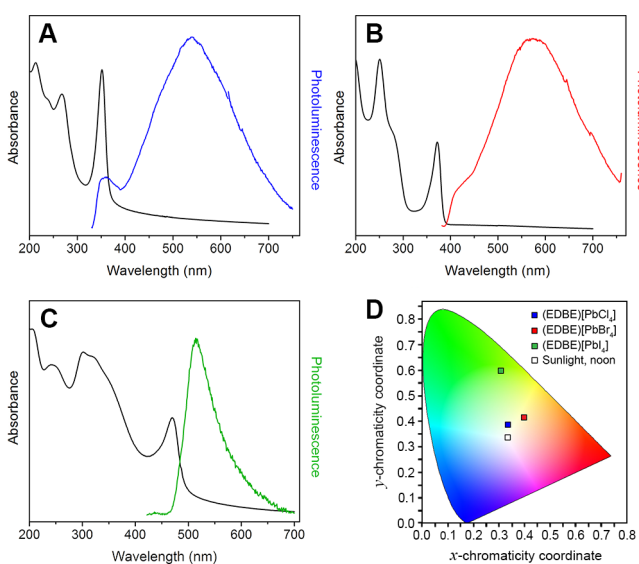 A
Absorbance
Photoluminescence
200 300 400 500 600 700
Wavelength (nm)
B
Absorbance
200 300 400 500 600 700
Wavelength (nm)
C
Absorbance
Photoluminescence
200 300 400 500 600 700
Wavelength (nm)
D
(EDBE)[PbCl4]
(EDBE)[PbBr4]
(EDBE)[PbI4]
Sunlight, noon
y-chromaticity coordinate
0.8
0.7
0.6
0.5
0.4
0.3
0.2
0.1
0.0
0.0 0.1 0.2 0.3 0.4 0.5 0.6 0.7 0.8
x-chromaticity coordinate